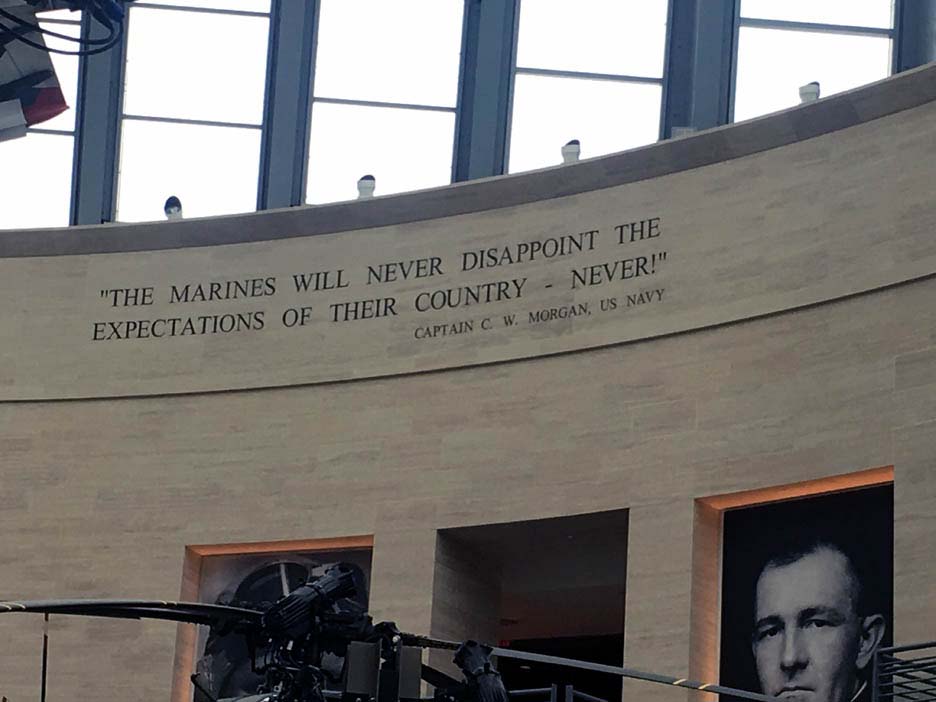 "THE MARINES WILL NEVER DISAPPOINT THE
EXPECTATIONS OF THEIR COUNTRY - NEVER!"
CAPTAIN C. W. MORGAN, US NAVY